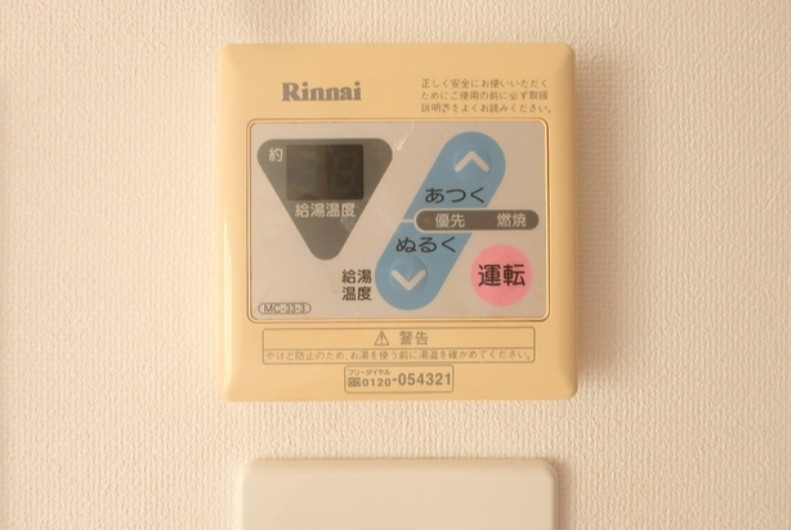 Rinnai
正しく安全にお使いいただく
ためにご使用の前に必ず取扱
説明書をよくお読みください。
約
給湯温度
あつく
優先 燃焼
ぬるく
給湯
温度
運転
MC-33-3
警告
やけど防止のため、お湯を使う前に湯温を確かめてください。
フリーダイヤル
0120-054321